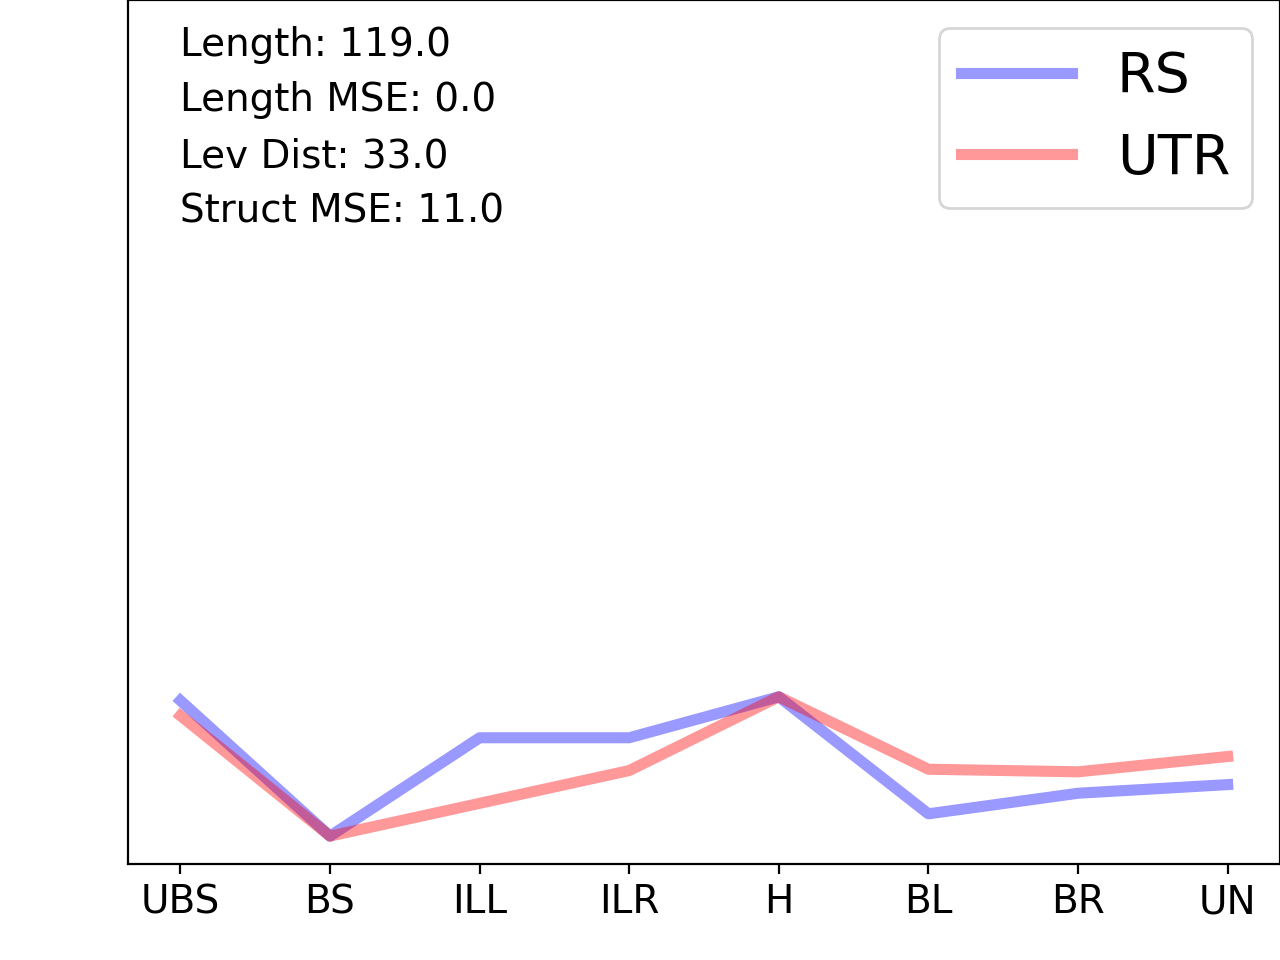 Length: 119.0
Length MSE: 0.0
Lev Dist: 33.0
Struct MSE: 11.0
RS
UTR
UBS BS ILL ILR H BL BR UN